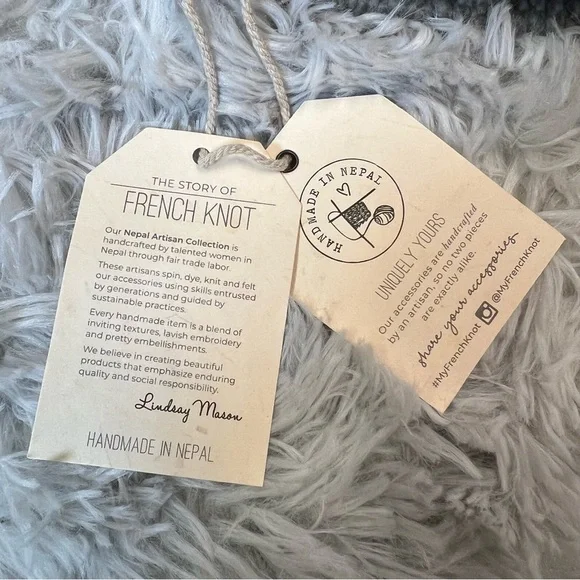 THE STORY OF
FRENCH KNOT
Our Nepal Artisan Collection is
handcrafted by talented women in
Nepal through fair trade labor.
These artisans spin, dye, knit and felt
our accessories using skills entrusted
by generations and guided by
sustainable practices.
Every handmade item is a blend of
inviting textures, lavish embroidery
and pretty embellishments.
We believe in creating beautiful
products that emphasize enduring
quality and social responsibility.
Lindsay Mason
HANDMADE IN NEPAL
HANDMADE IN NEPAL
UNIQUELY YOURS
Our accessories are handcrafted
by an artisan, so no two pieces
are exactly alike.
share your accessories
#MyFrenchKnot @MyFrenchKnot